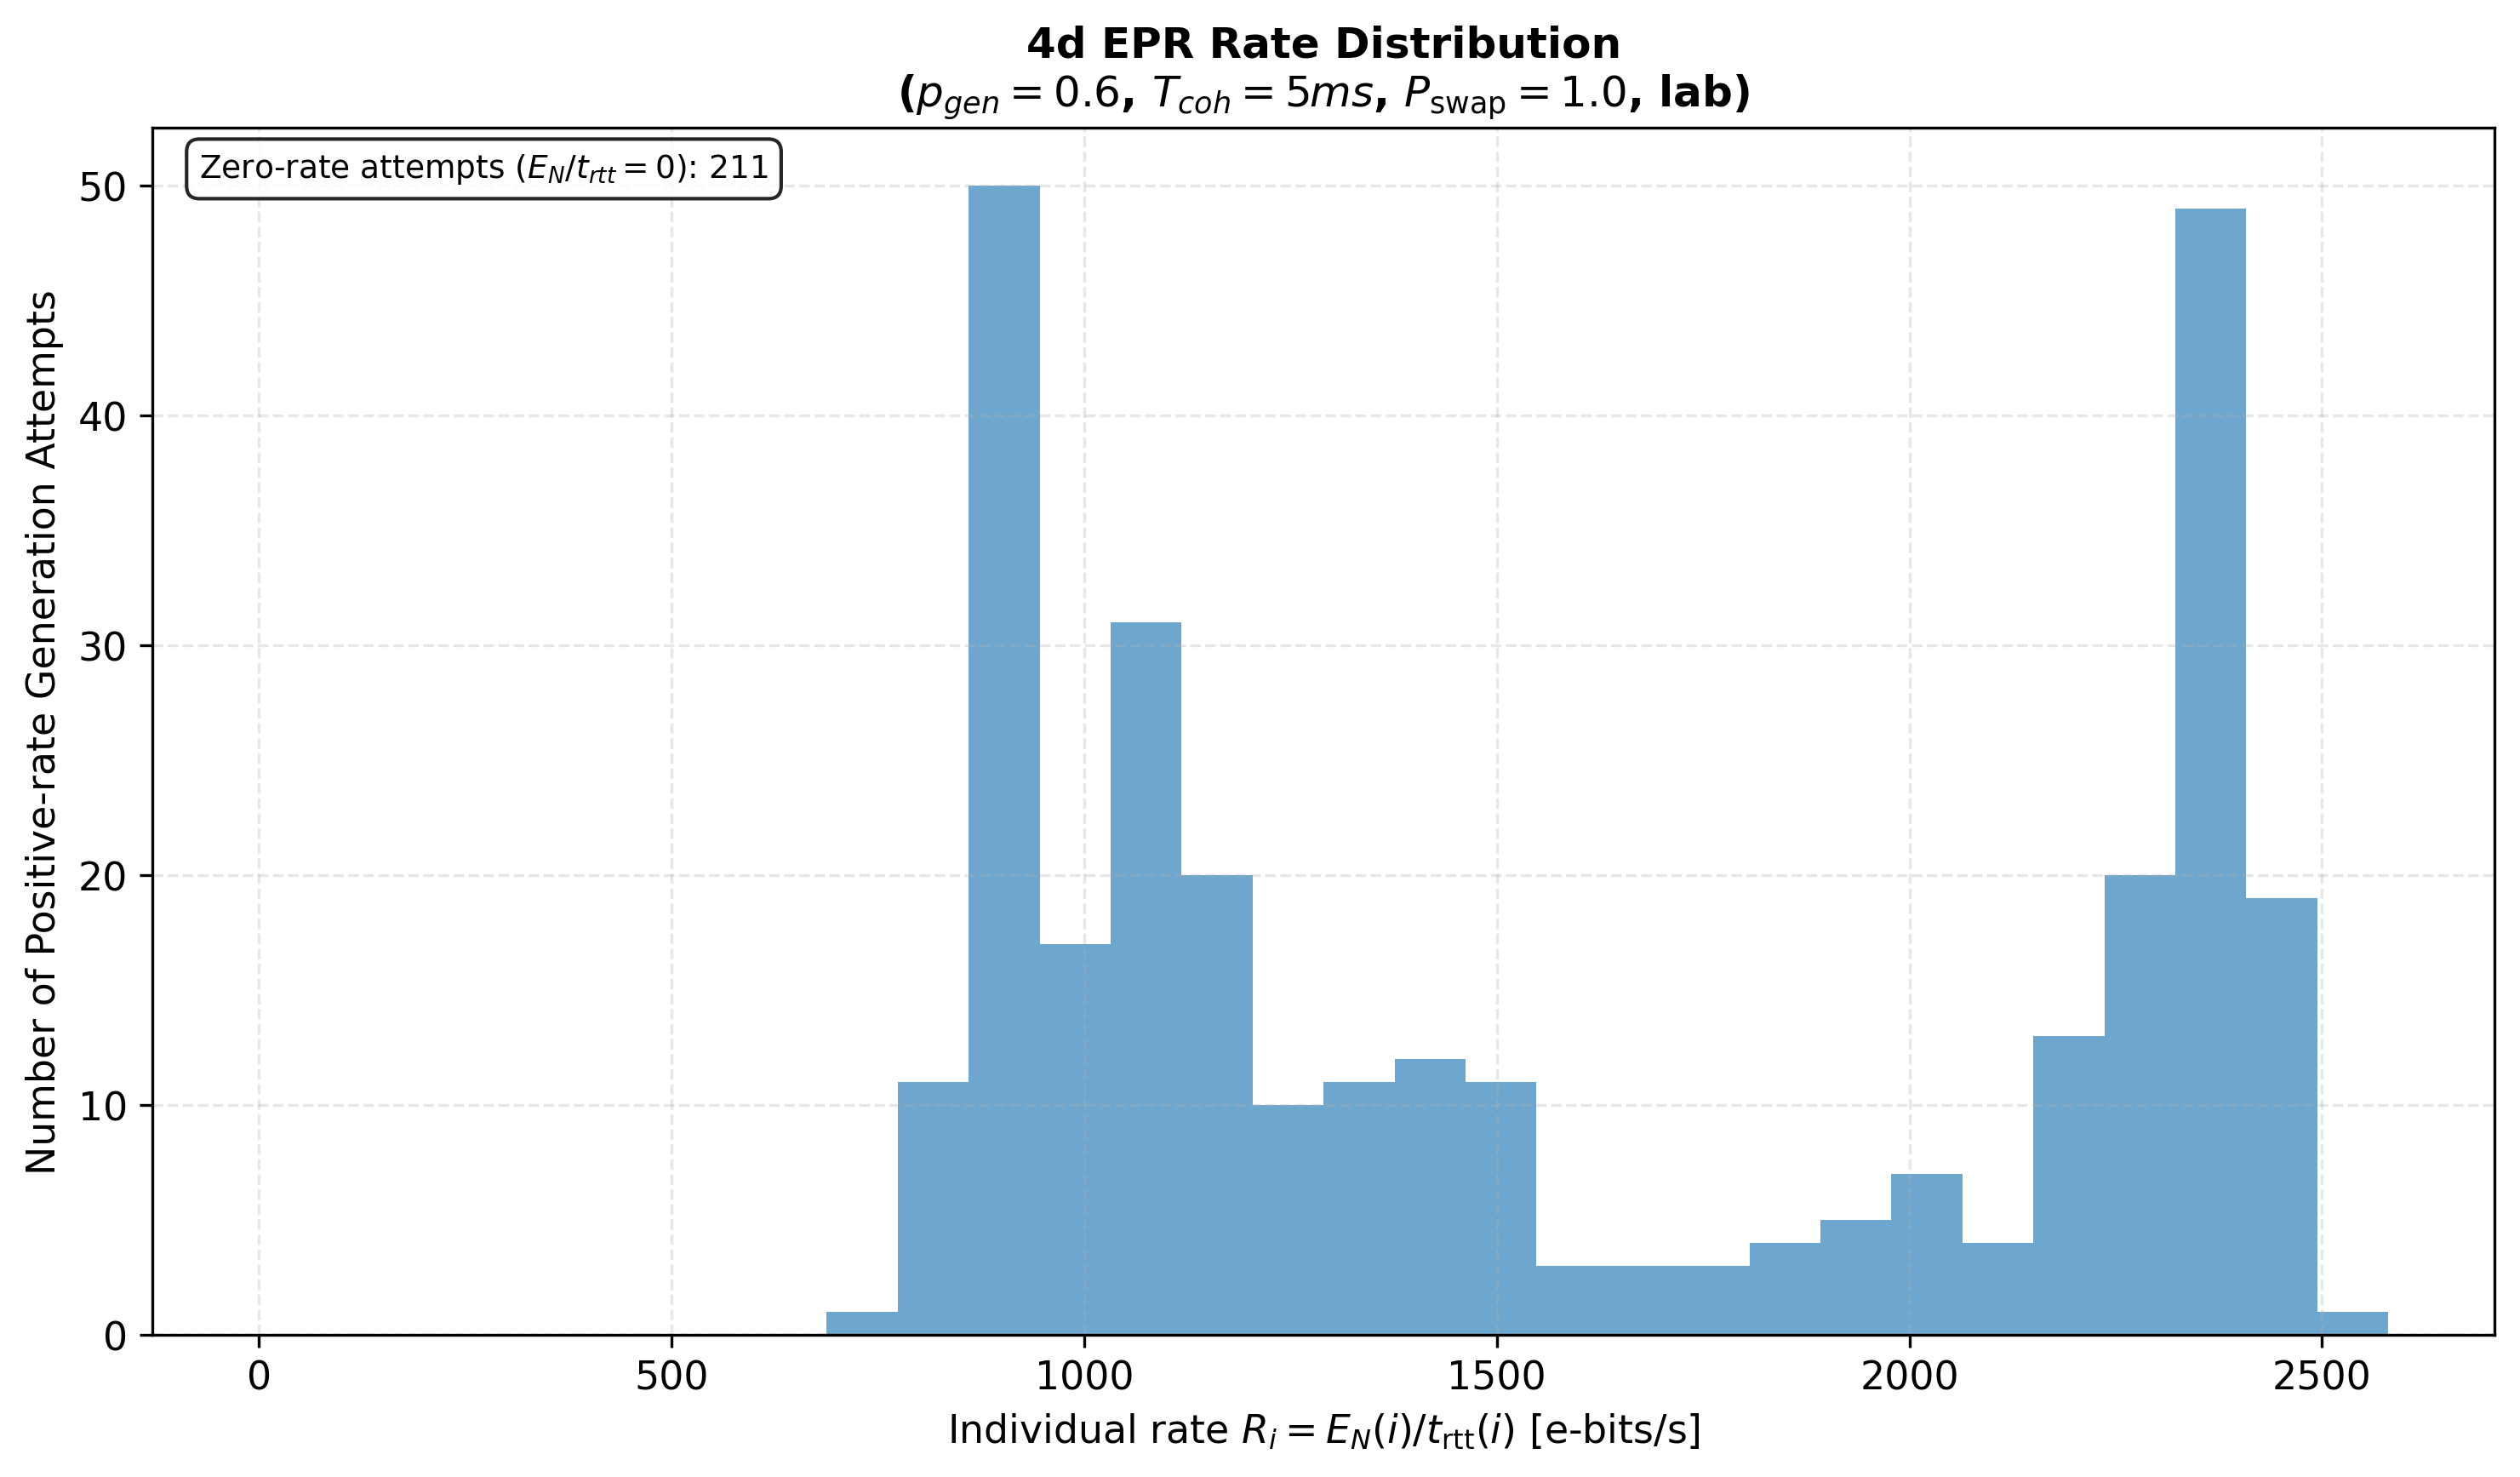 4d EPR Rate Distribution
(p_gen = 0.6, T_coh = 5ms, P_swap = 1.0, lab)
Zero-rate attempts (E_N/t_rtt = 0): 211
Number of Positive-rate Generation Attempts
50
40
30
20
10
0
0 500 1000 1500 2000 2500
Individual rate R_i = E_N(i)/t_rtt(i) [e-bits/s]